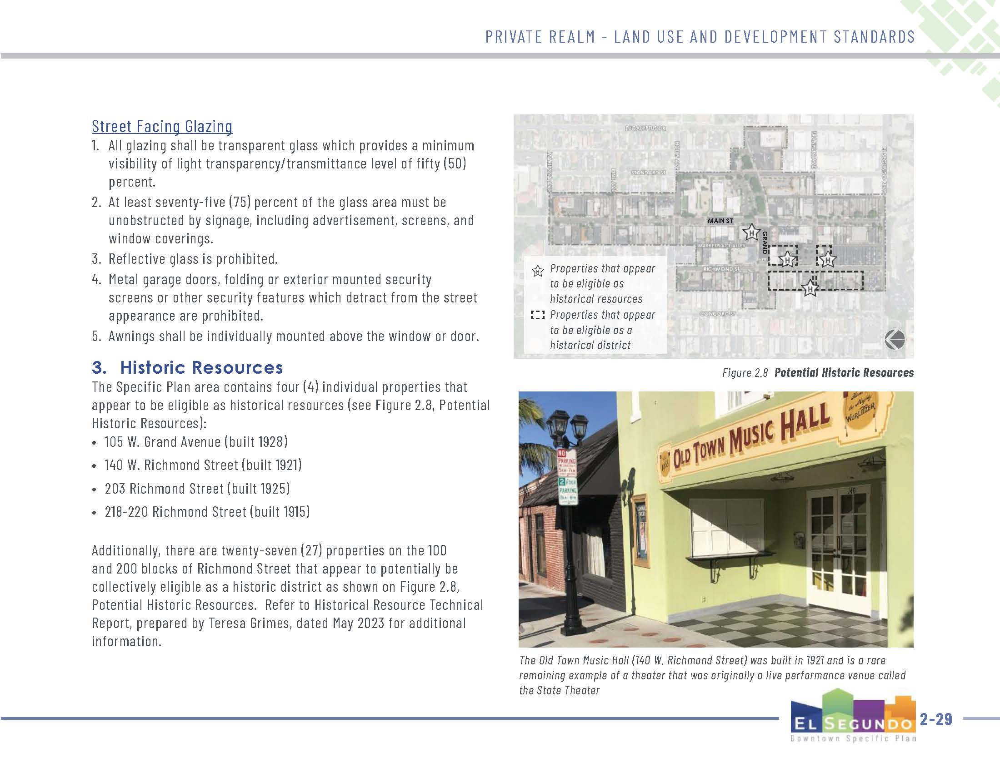 PRIVATE REALM - LAND USE AND DEVELOPMENT STANDARDS
Street Facing Glazing
1. All glazing shall be transparent glass which provides a minimum
visibility of light transparency/transmittance level of fifty (50)
percent.
2. At least seventy-five (75) percent of the glass area must be
unobstructed by signage, including advertisement, screens, and
window coverings.
3. Reflective glass is prohibited.
4. Metal garage doors, folding or exterior mounted security
screens or other security features which detract from the street
appearance are prohibited.
5. Awnings shall be individually mounted above the window or door.
3. Historic Resources
The Specific Plan area contains four (4) individual properties that
appear to be eligible as historical resources (see Figure 2.8, Potential
Historic Resources):
• 105 W. Grand Avenue (built 1928)
• 140 W. Richmond Street (built 1921)
• 203 Richmond Street (built 1925)
• 218-220 Richmond Street (built 1915)
Additionally, there are twenty-seven (27) properties on the 100
and 200 blocks of Richmond Street that appear to potentially be
collectively eligible as a historic district as shown on Figure 2.8,
Potential Historic Resources. Refer to Historical Resource Technical
Report, prepared by Teresa Grimes, dated May 2023 for additional
information.
EUCALYPTUS DR
MARIPOSA AVE
PINE AVE
STANDARD ST
HOLLY AVE
FRANKLIN AVE
EL SEGUNDO BLVD
MAIN ST
H
GRAND
MARKETPLACE ALLEY
H
H
RICHMOND ST
H
CONCORD ST
H
Properties that appear
to be eligible as
historical resources
Properties that appear
to be eligible as a
historical district
Figure 2.8 Potential Historic Resources
OLD TOWN MUSIC HALL
Home of
the Mighty
WURLITZER
NO
PARKING
5AM-7AM
2 HOUR
PARKING
8AM-6PM
140
The Old Town Music Hall (140 W. Richmond Street) was built in 1921 and is a rare
remaining example of a theater that was originally a live performance venue called
the State Theater
EL SEGUNDO
Downtown Specific Plan
2-29